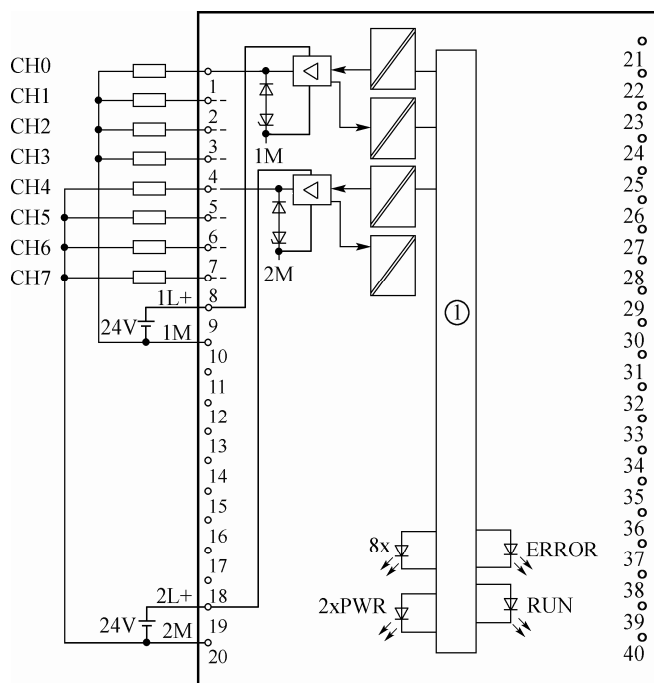 CH0
CH1
CH2
CH3
CH4
CH5
CH6
CH7
1L+
24V
1M
2L+
24V
2M
1
2
3
4
5
6
7
8
9
10
11
12
13
14
15
16
17
18
19
20
1M
2M
①
8x
ERROR
2xPWR
RUN
21
22
23
24
25
26
27
28
29
30
31
32
33
34
35
36
37
38
39
40